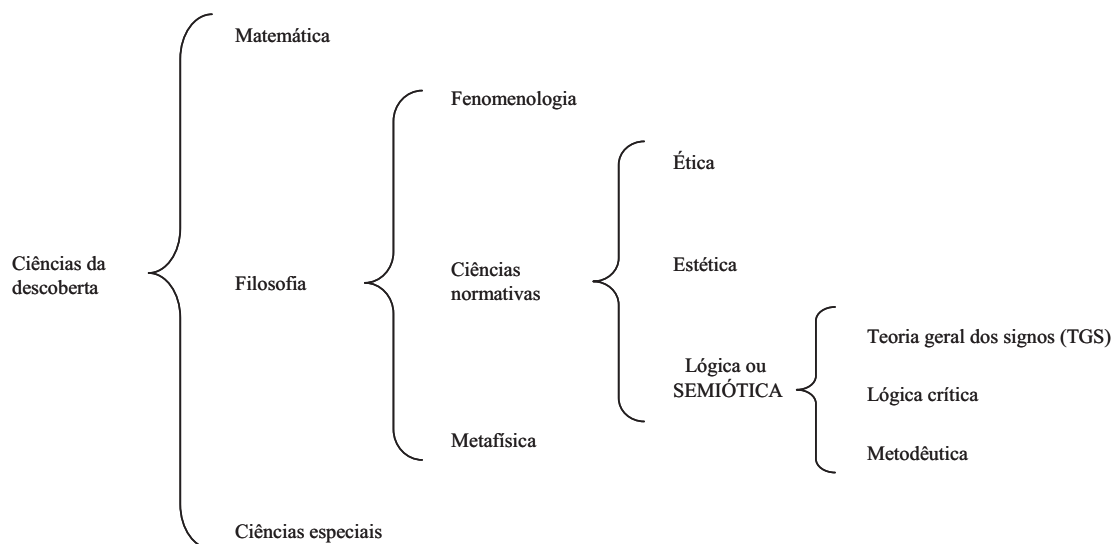 Matemática
Fenomenologia
Ética
Ciências da
descoberta
Filosofia
Ciências
normativas
Estética
Teoria geral dos signos (TGS)
Lógica ou
SEMIÓTICA
Lógica crítica
Metafísica
Metodêutica
Ciências especiais